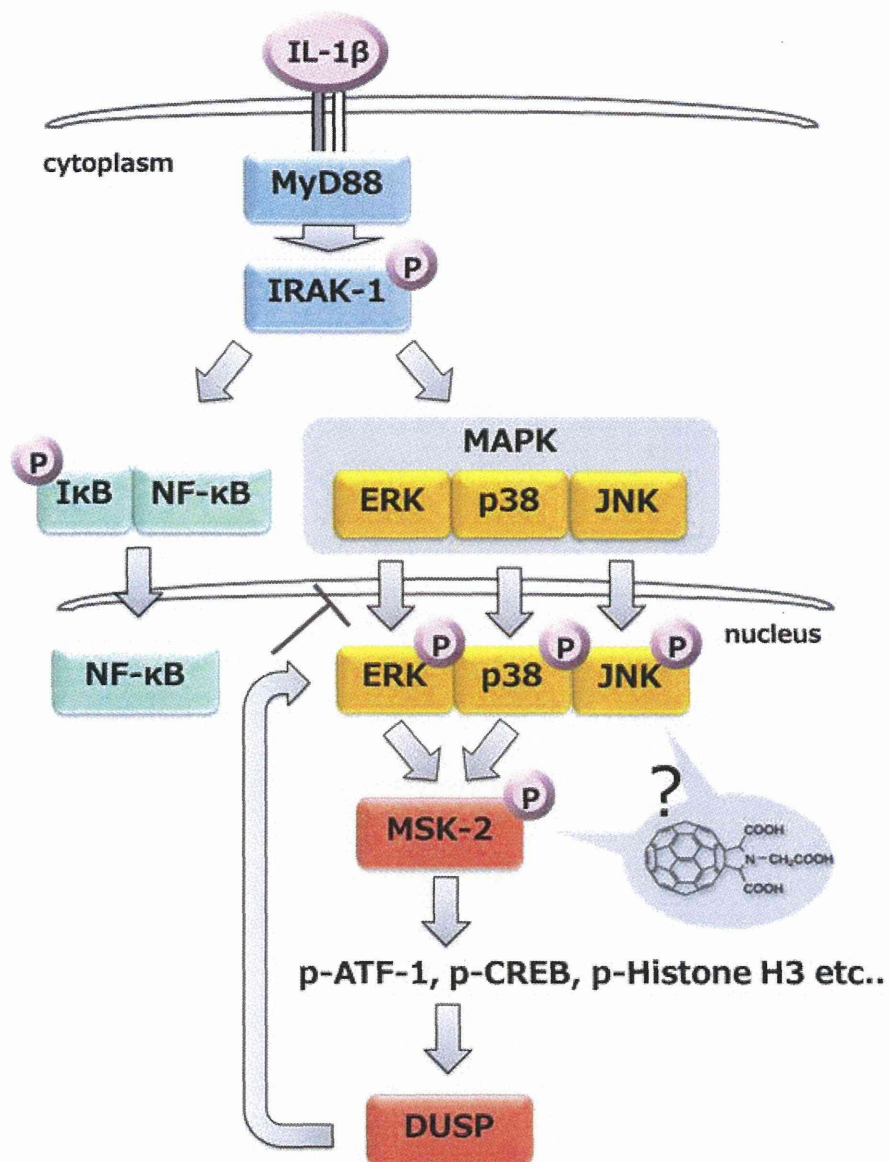 IL-1β
cytoplasm
MyD88
P
IRAK-1
MAPK
P
IκB NF-κB
ERK p38 JNK
nucleus
P P P
NF-κB
ERK p38 JNK
?
P
MSK-2
COOH
N-CH₂COOH
COOH
p-ATF-1, p-CREB, p-Histone H3 etc..
DUSP